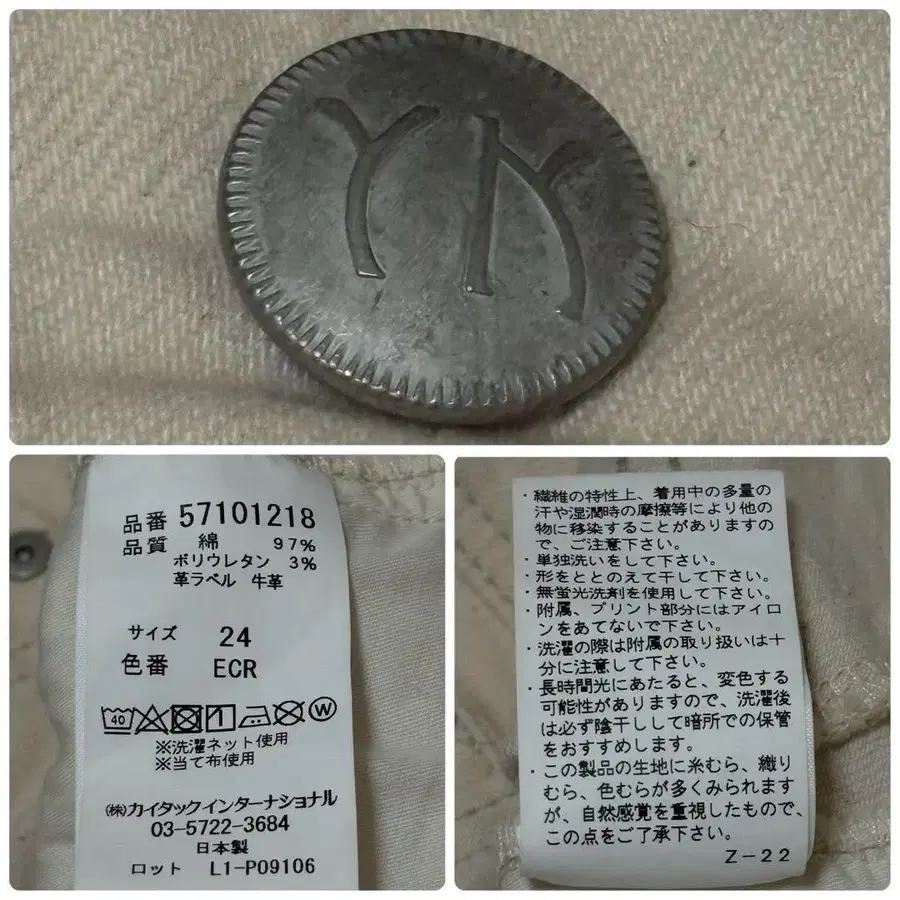 YK
品番 57101218
品質 綿 97%
ポリウレタン 3%
革ラベル 牛革
サイズ 24
色番 ECR
40 1 W
※洗濯ネット使用
※当て布使用
㈱カイタックインターナショナル
03-5722-3684
日本製
ロット L1-P09106
・繊維の特性上、着用中の多量の
汗や湿潤時の摩擦等により他の
物に移染することがありますの
で、ご注意下さい。
・単独洗いをして下さい。
・形をととのえて干して下さい。
・無蛍光洗剤を使用して下さい。
・附属、プリント部分にはアイロ
ンをあてないで下さい。
・洗濯の際は附属の取り扱いは十
分に注意して下さい。
・長時間光にあたると、変色する
可能性がありますので、洗濯後
は必ず陰干しして暗所での保管
をおすすめします。
・この製品の生地に糸むら、織り
むら、色むらが多くみられます
が、自然感覚を重視したもので、
この点をご了承下さい。
Z-22